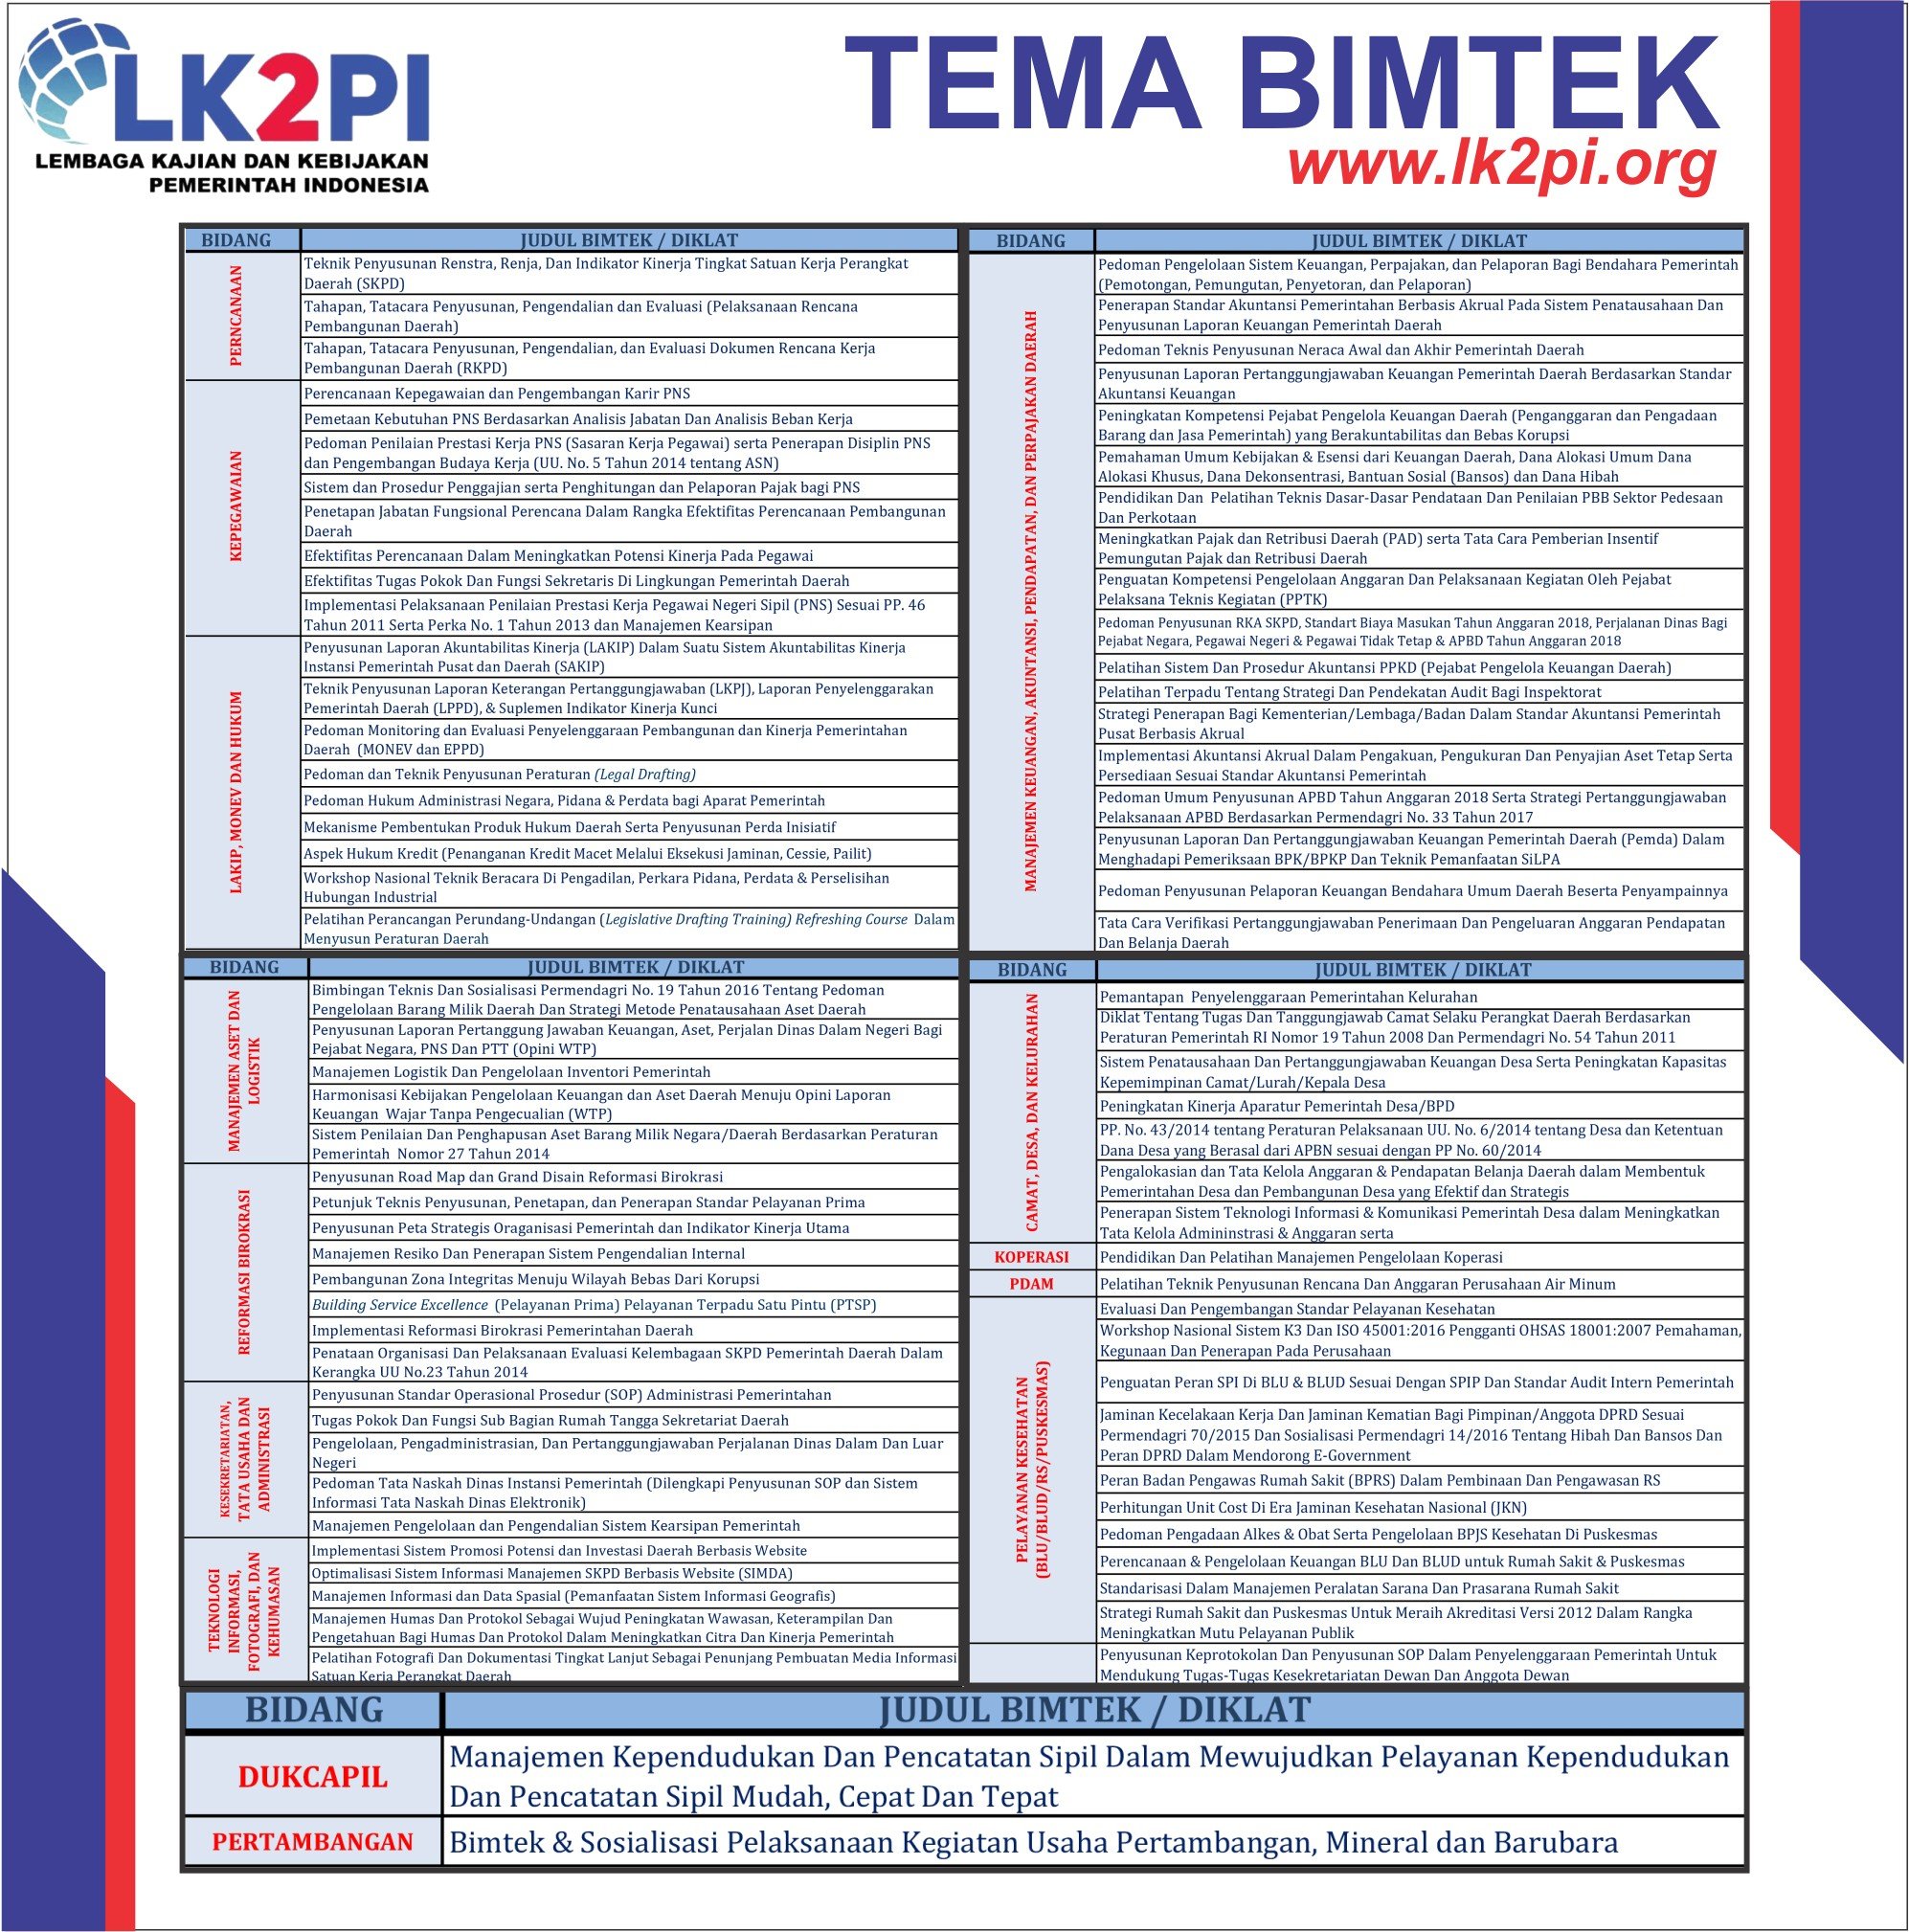 LK2PI
LEMBAGA KAJIAN DAN KEBIJAKAN
PEMERINTAH INDONESIA
TEMA BIMTEK
www.lk2pi.org
BIDANG
JUDUL BIMTEK / DIKLAT
PERNCANAAN
Teknik Penyusunan Renstra, Renja, Dan Indikator Kinerja Tingkat Satuan Kerja Perangkat
Daerah (SKPD)
Tahapan, Tatacara Penyusunan, Pengendalian dan Evaluasi (Pelaksanaan Rencana
Pembangunan Daerah)
Tahapan, Tatacara Penyusunan, Pengendalian, dan Evaluasi Dokumen Rencana Kerja
Pembangunan Daerah (RKPD)
KEPEGAWAIAN
Perencanaan Kepegawaian dan Pengembangan Karir PNS
Pemetaan Kebutuhan PNS Berdasarkan Analisis Jabatan Dan Analisis Beban Kerja
Pedoman Penilaian Prestasi Kerja PNS (Sasaran Kerja Pegawai) serta Penerapan Disiplin PNS
dan Pengembangan Budaya Kerja (UU. No. 5 Tahun 2014 tentang ASN)
Sistem dan Prosedur Penggajian serta Penghitungan dan Pelaporan Pajak bagi PNS
Penetapan Jabatan Fungsional Perencana Dalam Rangka Efektifitas Perencanaan Pembangunan
Daerah
Efektifitas Perencanaan Dalam Meningkatkan Potensi Kinerja Pada Pegawai
Efektifitas Tugas Pokok Dan Fungsi Sekretaris Di Lingkungan Pemerintah Daerah
Implementasi Pelaksanaan Penilaian Prestasi Kerja Pegawai Negeri Sipil (PNS) Sesuai PP. 46
Tahun 2011 Serta Perka No. 1 Tahun 2013 dan Manajemen Kearsipan
LAKIP, MONEV DAN HUKUM
Penyusunan Laporan Akuntabilitas Kinerja (LAKIP) Dalam Suatu Sistem Akuntabilitas Kinerja
Instansi Pemerintah Pusat dan Daerah (SAKIP)
Teknik Penyusunan Laporan Keterangan Pertanggungjawaban (LKPJ), Laporan Penyelenggarakan
Pemerintah Daerah (LPPD), & Suplemen Indikator Kinerja Kunci
Pedoman Monitoring dan Evaluasi Penyelenggaraan Pembangunan dan Kinerja Pemerintahan
Daerah (MONEV dan EPPD)
Pedoman dan Teknik Penyusunan Peraturan (Legal Drafting)
Pedoman Hukum Administrasi Negara, Pidana & Perdata bagi Aparat Pemerintah
Mekanisme Pembentukan Produk Hukum Daerah Serta Penyusunan Perda Inisiatif
Aspek Hukum Kredit (Penanganan Kredit Macet Melalui Eksekusi Jaminan, Cessie, Pailit)
Workshop Nasional Teknik Beracara Di Pengadilan, Perkara Pidana, Perdata & Perselisihan
Hubungan Industrial
Pelatihan Perancangan Perundang-Undangan (Legislative Drafting Training) Refreshing Course Dalam
Menyusun Peraturan Daerah
BIDANG
JUDUL BIMTEK / DIKLAT
MANAJEMEN KEUANGAN, AKUNTANSI, PENDAPATAN, DAN PERPAJAKAN DAERAH
Pedoman Pengelolaan Sistem Keuangan, Perpajakan, dan Pelaporan Bagi Bendahara Pemerintah
(Pemotongan, Pemungutan, Penyetoran, dan Pelaporan)
Penerapan Standar Akuntansi Pemerintahan Berbasis Akrual Pada Sistem Penatausahaan Dan
Penyusunan Laporan Keuangan Pemerintah Daerah
Pedoman Teknis Penyusunan Neraca Awal dan Akhir Pemerintah Daerah
Penyusunan Laporan Pertanggungjawaban Keuangan Pemerintah Daerah Berdasarkan Standar
Akuntansi Keuangan
Peningkatan Kompetensi Pejabat Pengelola Keuangan Daerah (Penganggaran dan Pengadaan
Barang dan Jasa Pemerintah) yang Berakuntabilitas dan Bebas Korupsi
Pemahaman Umum Kebijakan & Esensi dari Keuangan Daerah, Dana Alokasi Umum Dana
Alokasi Khusus, Dana Dekonsentrasi, Bantuan Sosial (Bansos) dan Dana Hibah
Pendidikan Dan Pelatihan Teknis Dasar-Dasar Pendataan Dan Penilaian PBB Sektor Pedesaan
Dan Perkotaan
Meningkatkan Pajak dan Retribusi Daerah (PAD) serta Tata Cara Pemberian Insentif
Pemungutan Pajak dan Retribusi Daerah
Penguatan Kompetensi Pengelolaan Anggaran Dan Pelaksanaan Kegiatan Oleh Pejabat
Pelaksana Teknis Kegiatan (PPTK)
Pedoman Penyusunan RKA SKPD, Standart Biaya Masukan Tahun Anggaran 2018, Perjalanan Dinas Bagi
Pejabat Negara, Pegawai Negeri & Pegawai Tidak Tetap & APBD Tahun Anggaran 2018
Pelatihan Sistem Dan Prosedur Akuntansi PPKD (Pejabat Pengelola Keuangan Daerah)
Pelatihan Terpadu Tentang Strategi Dan Pendekatan Audit Bagi Inspektorat
Strategi Penerapan Bagi Kementerian/Lembaga/Badan Dalam Standar Akuntansi Pemerintah
Pusat Berbasis Akrual
Implementasi Akuntansi Akrual Dalam Pengakuan, Pengukuran Dan Penyajian Aset Tetap Serta
Persediaan Sesuai Standar Akuntansi Pemerintah
Pedoman Umum Penyusunan APBD Tahun Anggaran 2018 Serta Strategi Pertanggungjawaban
Pelaksanaan APBD Berdasarkan Permendagri No. 33 Tahun 2017
Penyusunan Laporan Dan Pertanggungjawaban Keuangan Pemerintah Daerah (Pemda) Dalam
Menghadapi Pemeriksaan BPK/BPKP Dan Teknik Pemanfaatan SiLPA
Pedoman Penyusunan Pelaporan Keuangan Bendahara Umum Daerah Beserta Penyampainnya
Tata Cara Verifikasi Pertanggungjawaban Penerimaan Dan Pengeluaran Anggaran Pendapatan
Dan Belanja Daerah
BIDANG
JUDUL BIMTEK / DIKLAT
MANAJEMEN ASET DAN
LOGISTIK
Bimbingan Teknis Dan Sosialisasi Permendagri No. 19 Tahun 2016 Tentang Pedoman
Pengelolaan Barang Milik Daerah Dan Strategi Metode Penatausahaan Aset Daerah
Penyusunan Laporan Pertanggung Jawaban Keuangan, Aset, Perjalan Dinas Dalam Negeri Bagi
Pejabat Negara, PNS Dan PTT (Opini WTP)
Manajemen Logistik Dan Pengelolaan Inventori Pemerintah
Harmonisasi Kebijakan Pengelolaan Keuangan dan Aset Daerah Menuju Opini Laporan
Keuangan Wajar Tanpa Pengecualian (WTP)
Sistem Penilaian Dan Penghapusan Aset Barang Milik Negara/Daerah Berdasarkan Peraturan
Pemerintah Nomor 27 Tahun 2014
REFORMASI BIROKRASI
Penyusunan Road Map dan Grand Disain Reformasi Birokrasi
Petunjuk Teknis Penyusunan, Penetapan, dan Penerapan Standar Pelayanan Prima
Penyusunan Peta Strategis Oraganisasi Pemerintah dan Indikator Kinerja Utama
Manajemen Resiko Dan Penerapan Sistem Pengendalian Internal
Pembangunan Zona Integritas Menuju Wilayah Bebas Dari Korupsi
Building Service Excellence (Pelayanan Prima) Pelayanan Terpadu Satu Pintu (PTSP)
Implementasi Reformasi Birokrasi Pemerintahan Daerah
Penataan Organisasi Dan Pelaksanaan Evaluasi Kelembagaan SKPD Pemerintah Daerah Dalam
Kerangka UU No.23 Tahun 2014
KESEKRETARIATAN,
TATA USAHA DAN
ADMINISTRASI
Penyusunan Standar Operasional Prosedur (SOP) Administrasi Pemerintahan
Tugas Pokok Dan Fungsi Sub Bagian Rumah Tangga Sekretariat Daerah
Pengelolaan, Pengadministrasian, Dan Pertanggungjawaban Perjalanan Dinas Dalam Dan Luar
Negeri
Pedoman Tata Naskah Dinas Instansi Pemerintah (Dilengkapi Penyusunan SOP dan Sistem
Informasi Tata Naskah Dinas Elektronik)
Manajemen Pengelolaan dan Pengendalian Sistem Kearsipan Pemerintah
TEKNOLOGI
INFORMASI,
FOTOGRAFI, DAN
KEHUMASAN
Implementasi Sistem Promosi Potensi dan Investasi Daerah Berbasis Website
Optimalisasi Sistem Informasi Manajemen SKPD Berbasis Website (SIMDA)
Manajemen Informasi dan Data Spasial (Pemanfaatan Sistem Informasi Geografis)
Manajemen Humas Dan Protokol Sebagai Wujud Peningkatan Wawasan, Keterampilan Dan
Pengetahuan Bagi Humas Dan Protokol Dalam Meningkatkan Citra Dan Kinerja Pemerintah
Pelatihan Fotografi Dan Dokumentasi Tingkat Lanjut Sebagai Penunjang Pembuatan Media Informasi
Satuan Kerja Perangkat Daerah
BIDANG
JUDUL BIMTEK / DIKLAT
CAMAT, DESA, DAN KELURAHAN
Pemantapan Penyelenggaraan Pemerintahan Kelurahan
Diklat Tentang Tugas Dan Tanggungjawab Camat Selaku Perangkat Daerah Berdasarkan
Peraturan Pemerintah RI Nomor 19 Tahun 2008 Dan Permendagri No. 54 Tahun 2011
Sistem Penatausahaan Dan Pertanggungjawaban Keuangan Desa Serta Peningkatan Kapasitas
Kepemimpinan Camat/Lurah/Kepala Desa
Peningkatan Kinerja Aparatur Pemerintah Desa/BPD
PP. No. 43/2014 tentang Peraturan Pelaksanaan UU. No. 6/2014 tentang Desa dan Ketentuan
Dana Desa yang Berasal dari APBN sesuai dengan PP No. 60/2014
Pengalokasian dan Tata Kelola Anggaran & Pendapatan Belanja Daerah dalam Membentuk
Pemerintahan Desa dan Pembangunan Desa yang Efektif dan Strategis
Penerapan Sistem Teknologi Informasi & Komunikasi Pemerintah Desa dalam Meningkatkan
Tata Kelola Admininstrasi & Anggaran serta
KOPERASI
Pendidikan Dan Pelatihan Manajemen Pengelolaan Koperasi
PDAM
Pelatihan Teknik Penyusunan Rencana Dan Anggaran Perusahaan Air Minum
PELAYANAN KESEHATAN
(BLU/BLUD/RS/PUSKESMAS)
Evaluasi Dan Pengembangan Standar Pelayanan Kesehatan
Workshop Nasional Sistem K3 Dan ISO 45001:2016 Pengganti OHSAS 18001:2007 Pemahaman,
Kegunaan Dan Penerapan Pada Perusahaan
Penguatan Peran SPI Di BLU & BLUD Sesuai Dengan SPIP Dan Standar Audit Intern Pemerintah
Jaminan Kecelakaan Kerja Dan Jaminan Kematian Bagi Pimpinan/Anggota DPRD Sesuai
Permendagri 70/2015 Dan Sosialisasi Permendagri 14/2016 Tentang Hibah Dan Bansos Dan
Peran DPRD Dalam Mendorong E-Government
Peran Badan Pengawas Rumah Sakit (BPRS) Dalam Pembinaan Dan Pengawasan RS
Perhitungan Unit Cost Di Era Jaminan Kesehatan Nasional (JKN)
Pedoman Pengadaan Alkes & Obat Serta Pengelolaan BPJS Kesehatan Di Puskesmas
Perencanaan & Pengelolaan Keuangan BLU Dan BLUD untuk Rumah Sakit & Puskesmas
Standarisasi Dalam Manajemen Peralatan Sarana Dan Prasarana Rumah Sakit
Strategi Rumah Sakit dan Puskesmas Untuk Meraih Akreditasi Versi 2012 Dalam Rangka
Meningkatkan Mutu Pelayanan Publik
Penyusunan Keprotokolan Dan Penyusunan SOP Dalam Penyelenggaraan Pemerintah Untuk
Mendukung Tugas-Tugas Kesekretariatan Dewan Dan Anggota Dewan
BIDANG
JUDUL BIMTEK / DIKLAT
DUKCAPIL
Manajemen Kependudukan Dan Pencatatan Sipil Dalam Mewujudkan Pelayanan Kependudukan
Dan Pencatatan Sipil Mudah, Cepat Dan Tepat
PERTAMBANGAN
Bimtek & Sosialisasi Pelaksanaan Kegiatan Usaha Pertambangan, Mineral dan Barubara